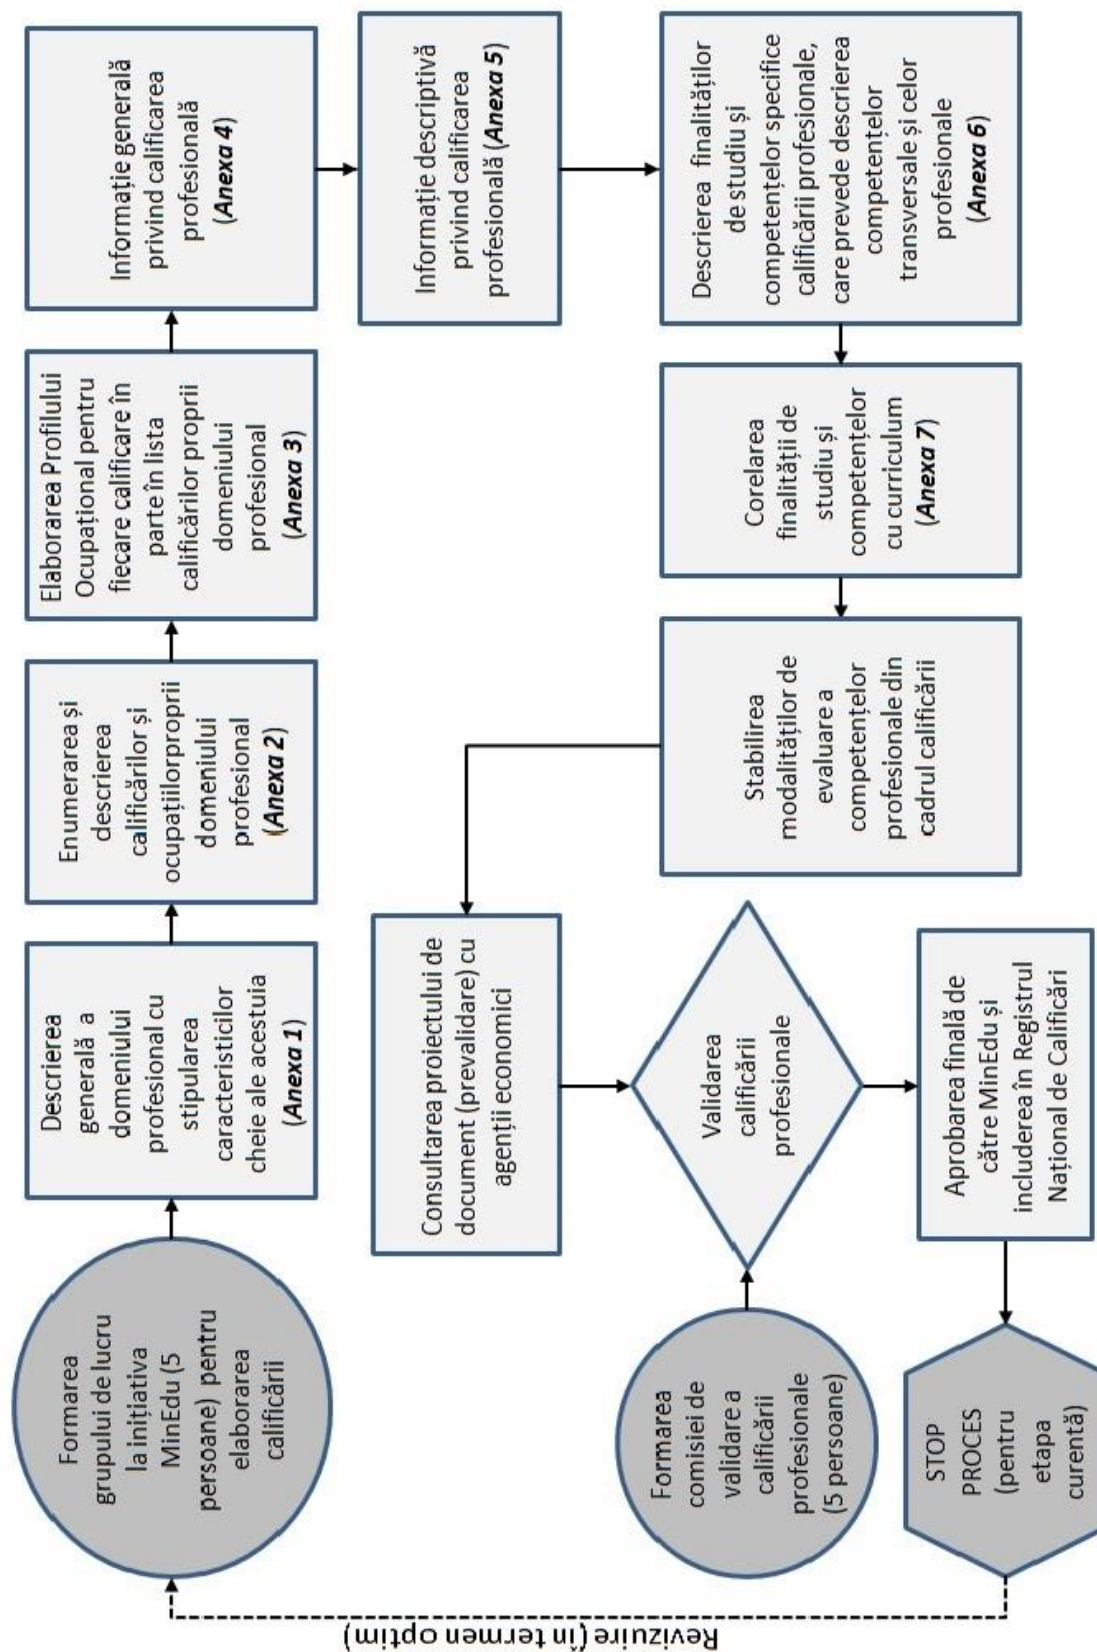 Formarea
grupului de lucru
la inițiativa
MinEdu (5
persoane) pentru
elaborarea
calificării
Descrierea
generală a
domeniului
profesional cu
stipularea
caracteristicilor
cheie ale acestuia
(Anexa 1)
Enumerarea și
descrierea
calificărilor și
ocupațiilorproprii
domeniului
profesional
(Anexa 2)
Elaborarea Profilului
Ocupațional pentru
fiecare calificare în
parte în lista
calificărilor proprii
domeniului
profesional
(Anexa 3)
Informație generală
privind calificarea
profesională
(Anexa 4)
Informație descriptivă
privind calificarea
profesională (Anexa 5)
Descrierea finalităților
de studiu și
competențelor specifice
calificării profesionale,
care prevede descrierea
competențelor
transversale și celor
profesionale
(Anexa 6)
Corelarea
finalității de
studiu și
competențelor
cu curriculum
(Anexa 7)
Stabilirea
modalităților de
evaluare a
competențelor
profesionale din
cadrul calificării
Consultarea proiectului de
document (prevalidare) cu
agenții economici
Formarea
comisiei de
validare a
calificării
profesionale
(5 persoane)
Validarea
calificării
profesionale
Aprobarea finală de
către MinEdu și
includerea în Registrul
Național de Calificări
STOP
PROCES
(pentru
etapa
curentă)
Revizuire (în termen optim)